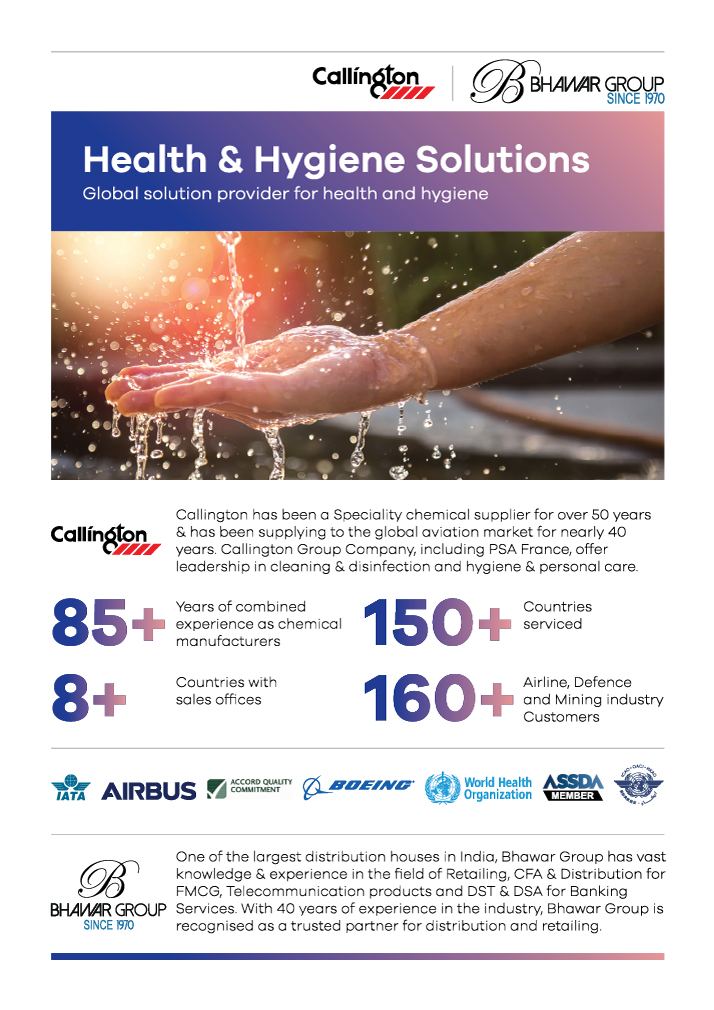 Callington
B
BHAWAR GROUP
SINCE 1970
Health & Hygiene Solutions
Global solution provider for health and hygiene
Callington
Callington has been a Speciality chemical supplier for over 50 years
& has been supplying to the global aviation market for nearly 40
years. Callington Group Company, including PSA France, offer
leadership in cleaning & disinfection and hygiene & personal care.
85+
Years of combined
experience as chemical
manufacturers
150+
Countries
serviced
8+
Countries with
sales offices
160+
Airline, Defence
and Mining industry
Customers
IATA
AIRBUS
ACCORD QUALITY
COMMITMENT
BOEING
World Health
Organization
ASSDA
MEMBER
ICAO · OACI · ИКАО
B
BHAWAR GROUP
SINCE 1970
One of the largest distribution houses in India, Bhawar Group has vast
knowledge & experience in the field of Retailing, CFA & Distribution for
FMCG, Telecommunication products and DST & DSA for Banking
Services. With 40 years of experience in the industry, Bhawar Group is
recognised as a trusted partner for distribution and retailing.